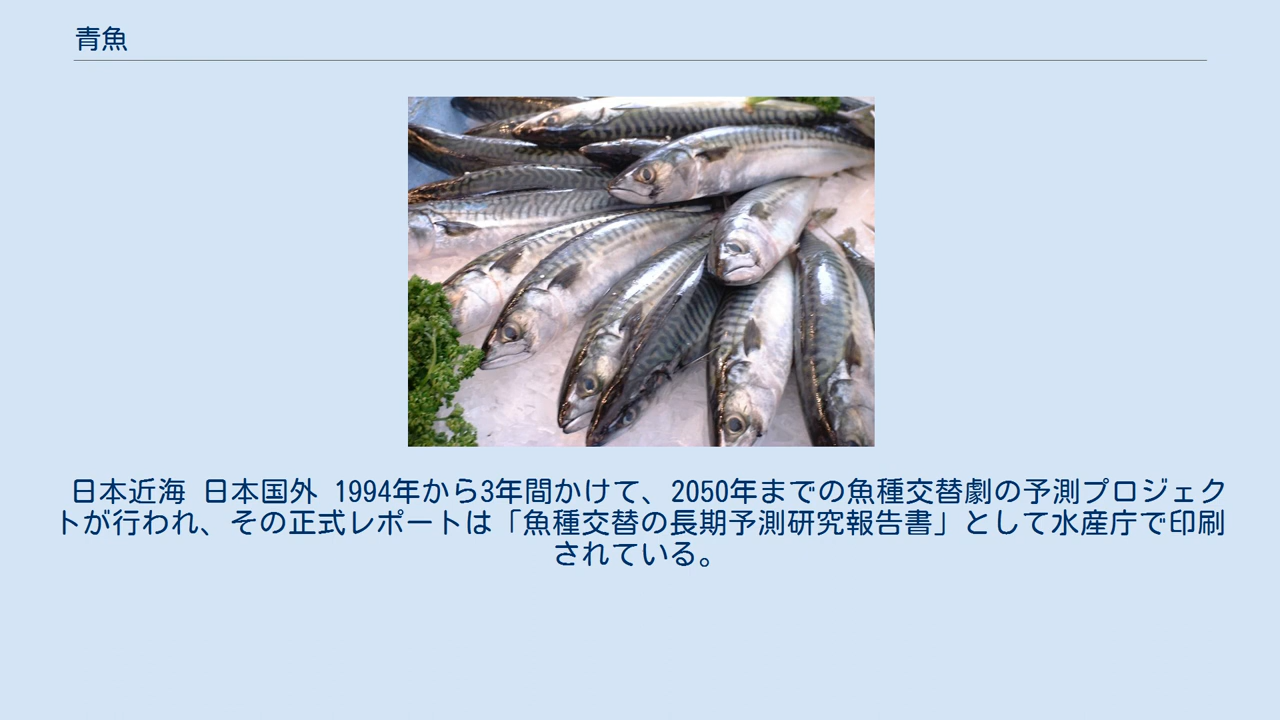 青魚
日本近海 日本国外 1994年から3年間かけて、2050年までの魚種交替劇の予測プロジェク
トが行われ、その正式レポートは「魚種交替の長期予測研究報告書」として水産庁で印刷
されている。